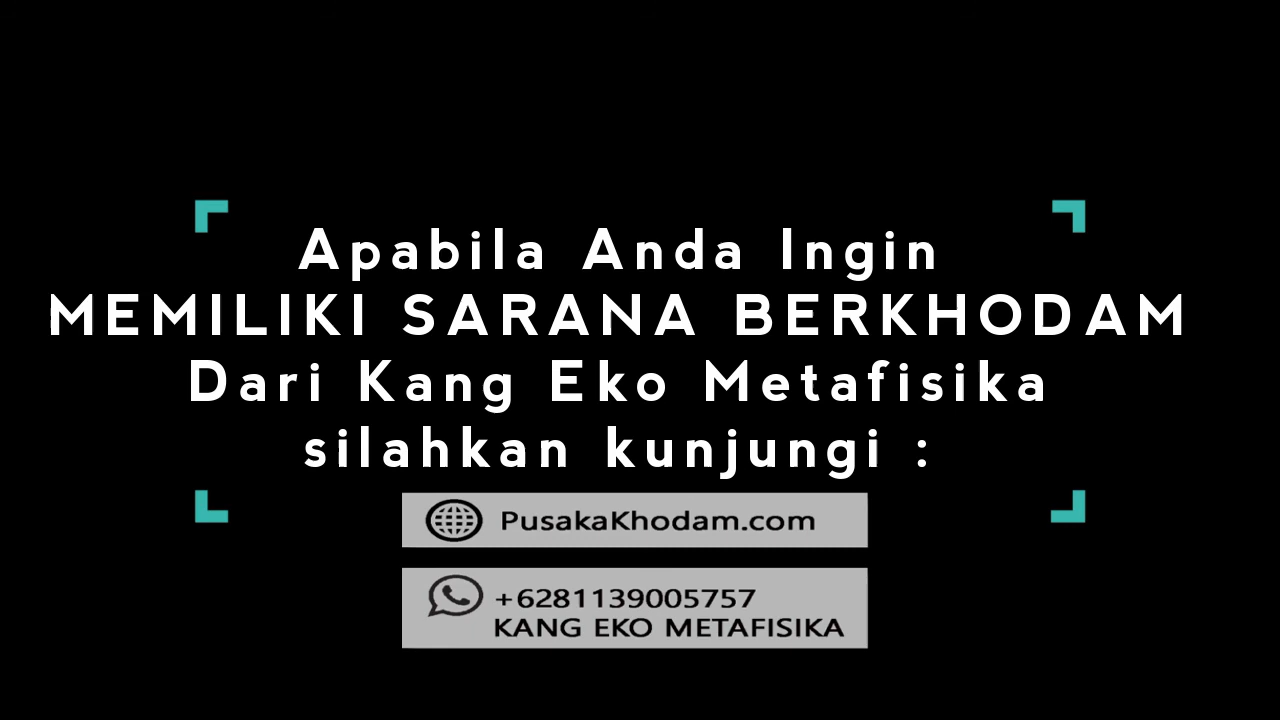 Apabila Anda Ingin
MEMILIKI SARANA BERKHODAM
Dari Kang Eko Metafisika
silahkan kunjungi :
PusakaKhodam.com
+6281139005757
KANG EKO METAFISIKA